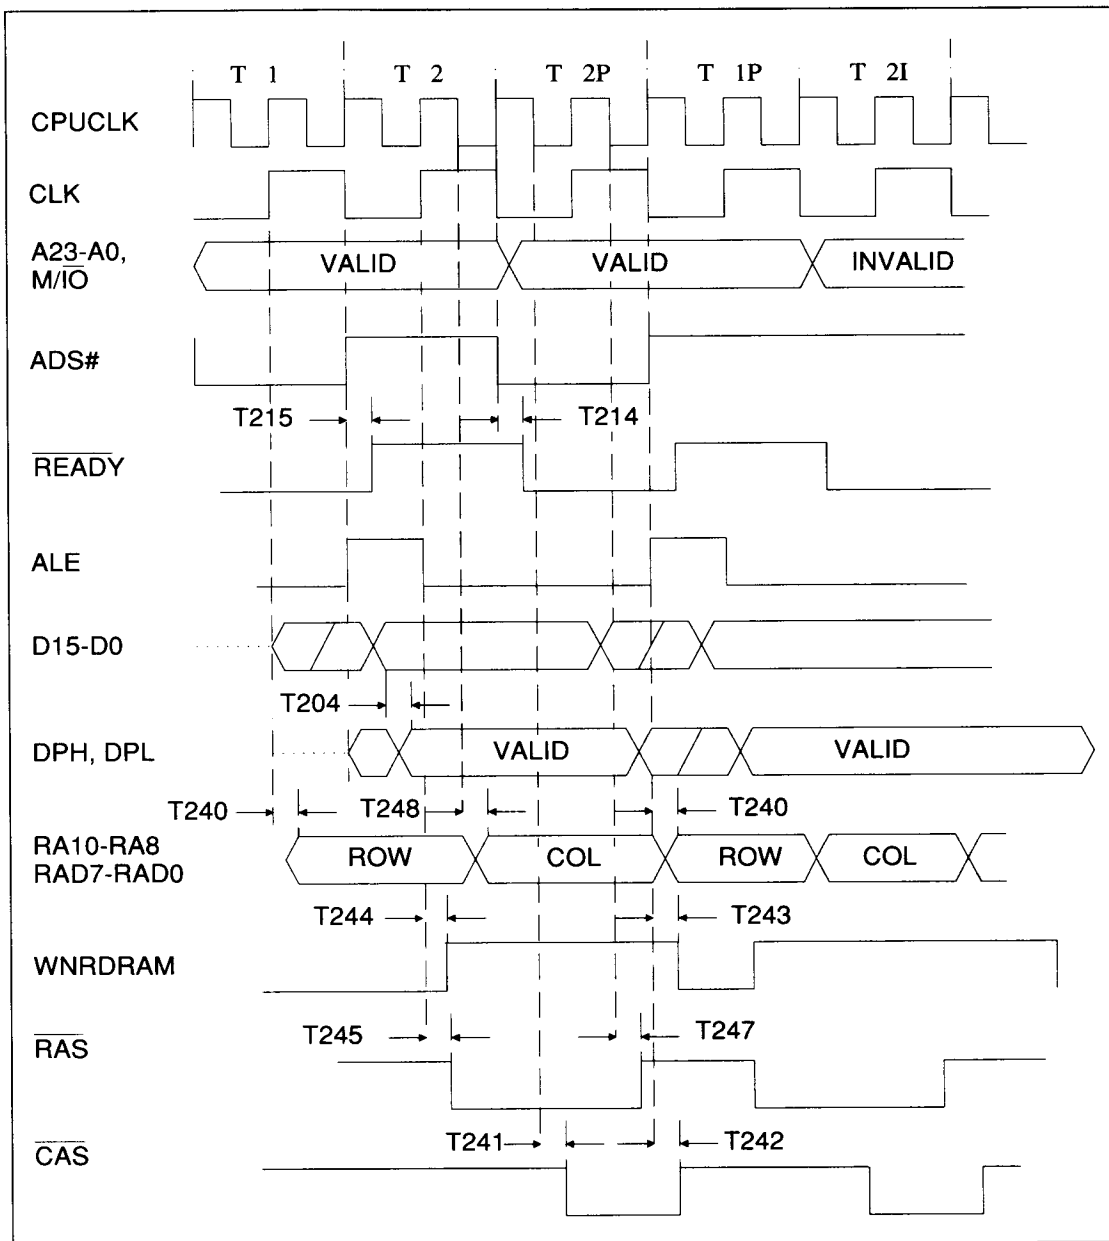 T 1 T 2 T 2P T 1P T 2I
CPUCLK
CLK
A23-A0,
M/IO
VALID VALID INVALID
ADS#
T215 T214
READY
ALE
D15-D0
T204
DPH, DPL VALID VALID
T240 T248 T240
RA10-RA8
RAD7-RAD0
ROW COL ROW COL
T244 T243
WNRDRAM
T245 T247
RAS
T241 T242
CAS